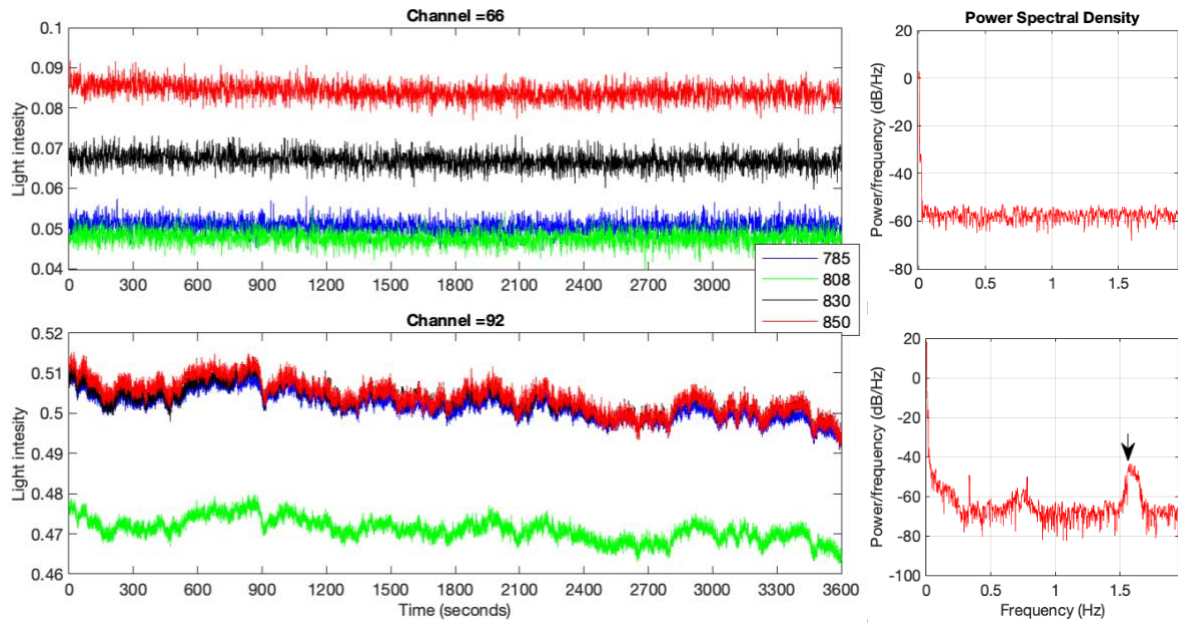 Channel =66
Light intesity
0.1
0.09
0.08
0.07
0.06
0.05
0.04
0 300 600 900 1200 1500 1800 2100 2400 2700 3000
785
808
830
850
Power Spectral Density
Power/frequency (dB/Hz)
20
0
-20
-40
-60
-80
0 0.5 1 1.5
Channel =92
Light intesity
0.52
0.51
0.5
0.49
0.48
0.47
0.46
0 300 600 900 1200 1500 1800 2100 2400 2700 3000 3300 3600
Time (seconds)
Power/frequency (dB/Hz)
20
0
-20
-40
-60
-80
-100
0 0.5 1 1.5
Frequency (Hz)